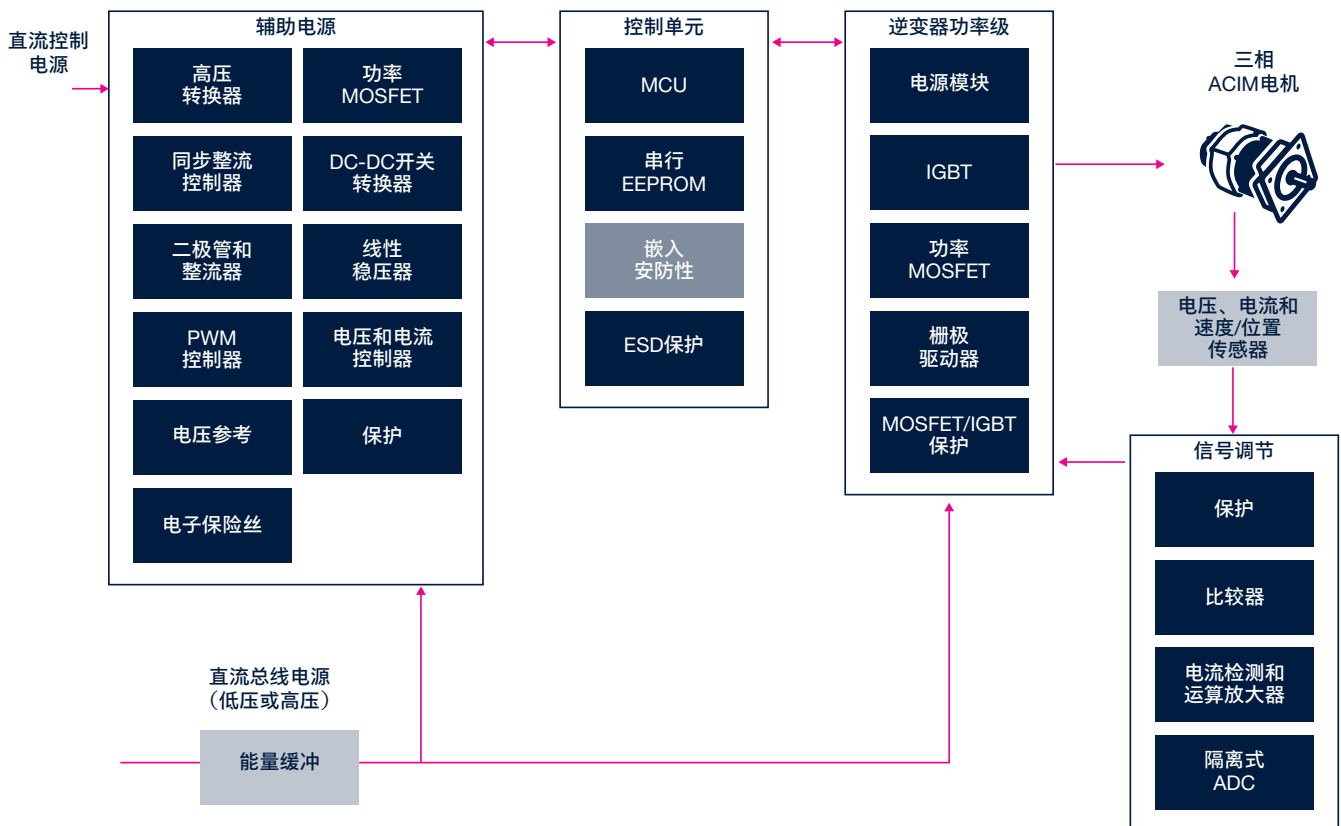 直流控制
电源
辅助电源
高压
转换器
功率
MOSFET
同步整流
控制器
DC-DC开关
转换器
二极管和
整流器
线性
稳压器
PWM
控制器
电压和电流
控制器
电压参考
保护
电子保险丝
控制单元
MCU
串行
EEPROM
嵌入
安防性
ESD保护
逆变器功率级
电源模块
IGBT
功率
MOSFET
栅极
驱动器
MOSFET/IGBT
保护
三相
ACIM电机
电压、电流和
速度/位置
传感器
信号调节
保护
比较器
电流检测和
运算放大器
隔离式
ADC
直流总线电源
（低压或高压）
能量缓冲